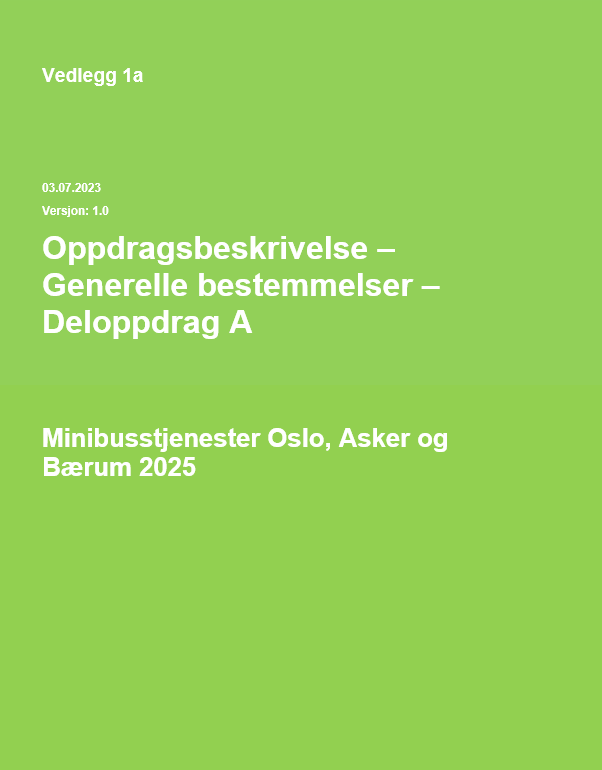 Vedlegg 1a
03.07.2023
Versjon: 1.0
Oppdragsbeskrivelse –
Generelle bestemmelser –
Deloppdrag A
Minibusstjenester Oslo, Asker og
Bærum 2025